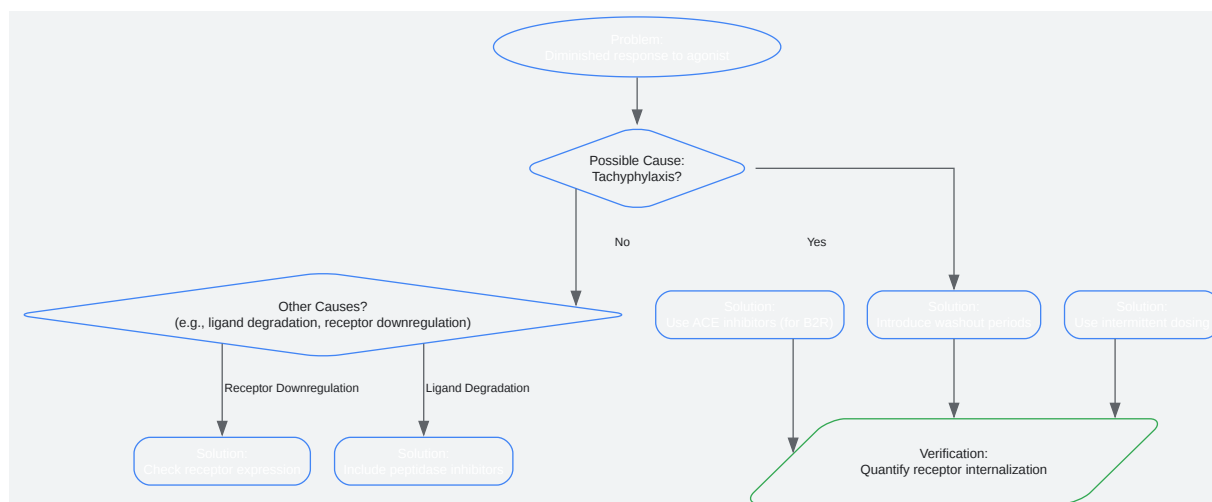 Problem:
Diminished response to agonist
Possible Cause:
Tachyphylaxis?
No
Yes
Other Causes?
(e.g., ligand degradation, receptor downregulation)
Solution:
Use ACE inhibitors (for B2R)
Solution:
Introduce washout periods
Solution:
Use intermittent dosing
Receptor Downregulation
Ligand Degradation
Solution:
Check receptor expression
Solution:
Include peptidase inhibitors
Verification:
Quantify receptor internalization